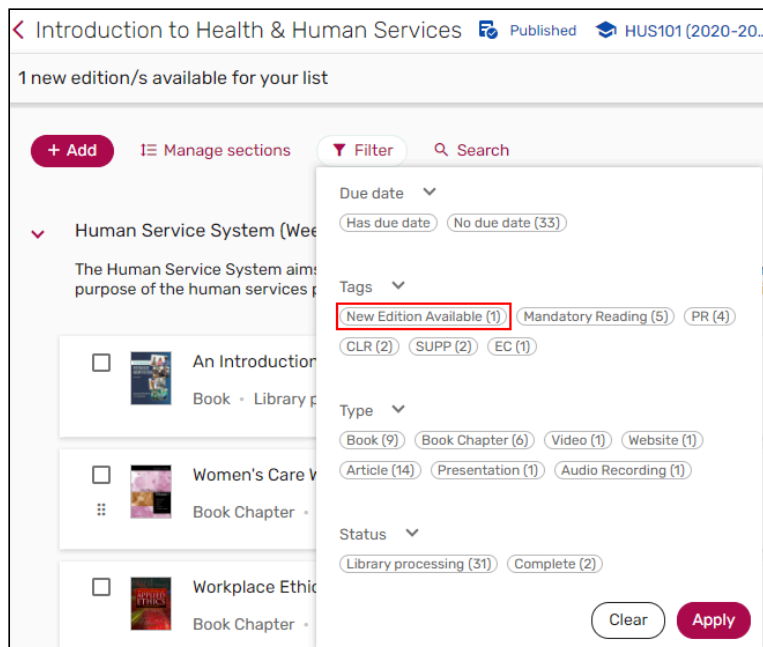 Introduction to Health & Human Services Published HUS101 (2020-20...
1 new edition/s available for your list
+ Add Manage sections Filter Search
Due date
Has due date No due date (33)
Human Service System (Wee
The Human Service System aims
purpose of the human services p
Tags
New Edition Available (1) Mandatory Reading (5) PR (4)
CLR (2) SUPP (2) EC (1)
An Introduction
Book • Library p
Type
Book (9) Book Chapter (6) Video (1) Website (1)
Article (14) Presentation (1) Audio Recording (1)
Women's Care W
Book Chapter •
Status
Library processing (31) Complete (2)
Workplace Ethic
Book Chapter •
APPLIED
ETHICS
Clear Apply